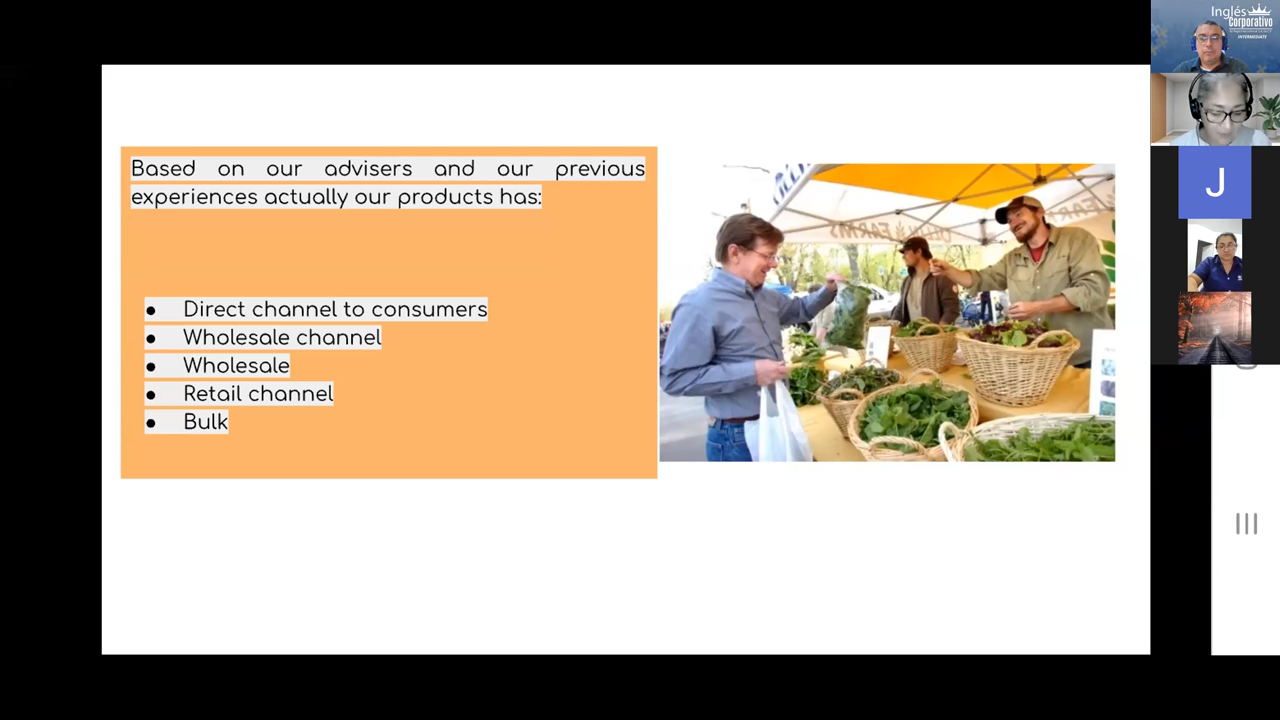 Based on our advisers and our previous
experiences actually our products has:
● Direct channel to consumers
● Wholesale channel
● Wholesale
● Retail channel
● Bulk
Inglés
Corporativo
INTERMEDIATE
J